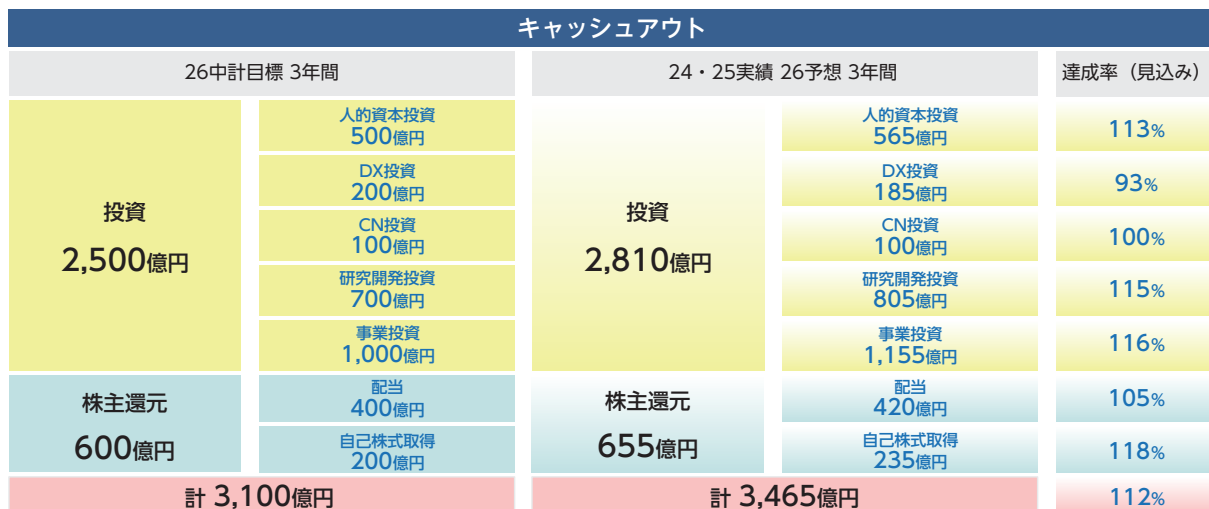 キャッシュアウト
26中計目標 3年間
24・25実績 26予想 3年間
達成率（見込み）
投資
2,500億円
人的資本投資
500億円
DX投資
200億円
CN投資
100億円
研究開発投資
700億円
事業投資
1,000億円
投資
2,810億円
人的資本投資
565億円
DX投資
185億円
CN投資
100億円
研究開発投資
805億円
事業投資
1,155億円
113%
93%
100%
115%
116%
株主還元
600億円
配当
400億円
自己株式取得
200億円
株主還元
655億円
配当
420億円
自己株式取得
235億円
105%
118%
計 3,100億円
計 3,465億円
112%